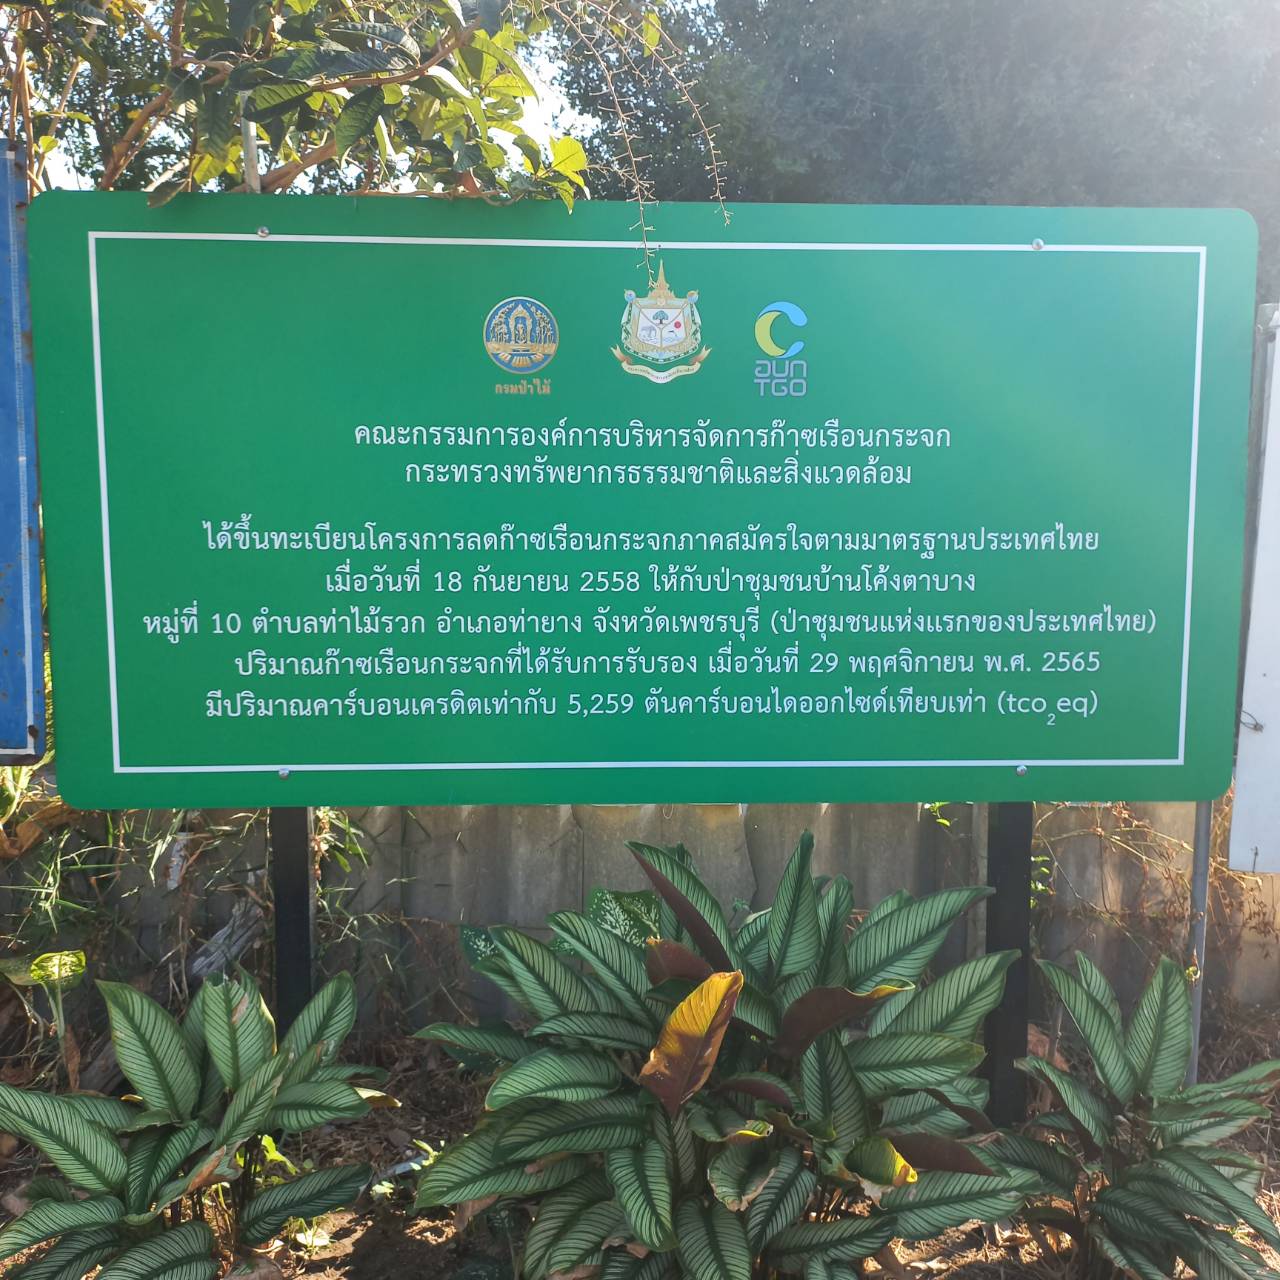 กรมป่าไม้
อบก
TGO
คณะกรรมการองค์การบริหารจัดการก๊าซเรือนกระจก
กระทรวงทรัพยากรธรรมชาติและสิ่งแวดล้อม
ได้ขึ้นทะเบียนโครงการลดก๊าซเรือนกระจกภาคสมัครใจตามมาตรฐานประเทศไทย
เมื่อวันที่ 18 กันยายน 2558 ให้กับป่าชุมชนบ้านโค้งตาบาง
หมู่ที่ 10 ตำบลท่าไม้รวก อำเภอท่ายาง จังหวัดเพชรบุรี (ป่าชุมชนแห่งแรกของประเทศไทย)
ปริมาณก๊าซเรือนกระจกที่ได้รับการรับรอง เมื่อวันที่ 29 พฤศจิกายน พ.ศ. 2565
มีปริมาณคาร์บอนเครดิตเท่ากับ 5,259 ตันคาร์บอนไดออกไซด์เทียบเท่า (tco₂eq)